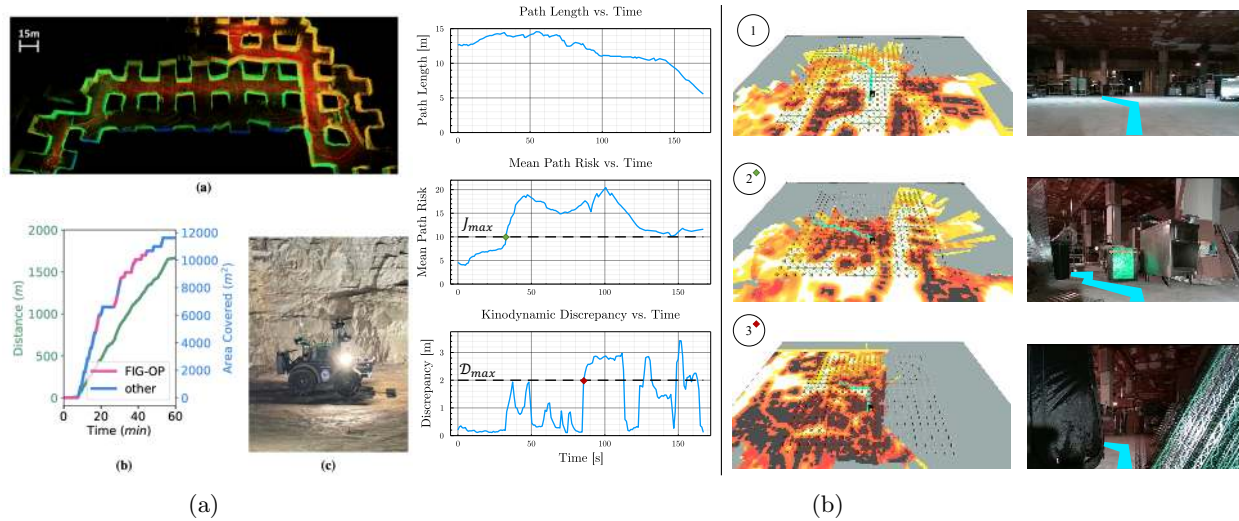 15m
(a)
2000
1500
1000
500
0
Distance (m)
12000
10000
8000
6000
4000
2000
0
Area Covered (m²)
FIG-OP
other
0
20
40
60
Time (min)
(b)
(c)
Path Length vs. Time
Path Length [m]
15
10
5
0
0
50
100
150
Mean Path Risk vs. Time
Mean Path Risk
20
15
10
5
0
J_max
0
50
100
150
Kinodynamic Discrepancy vs. Time
Discrepancy [m]
3
2
1
0
D_max
0
50
100
150
Time [s]
1
2
3
(a)
(b)